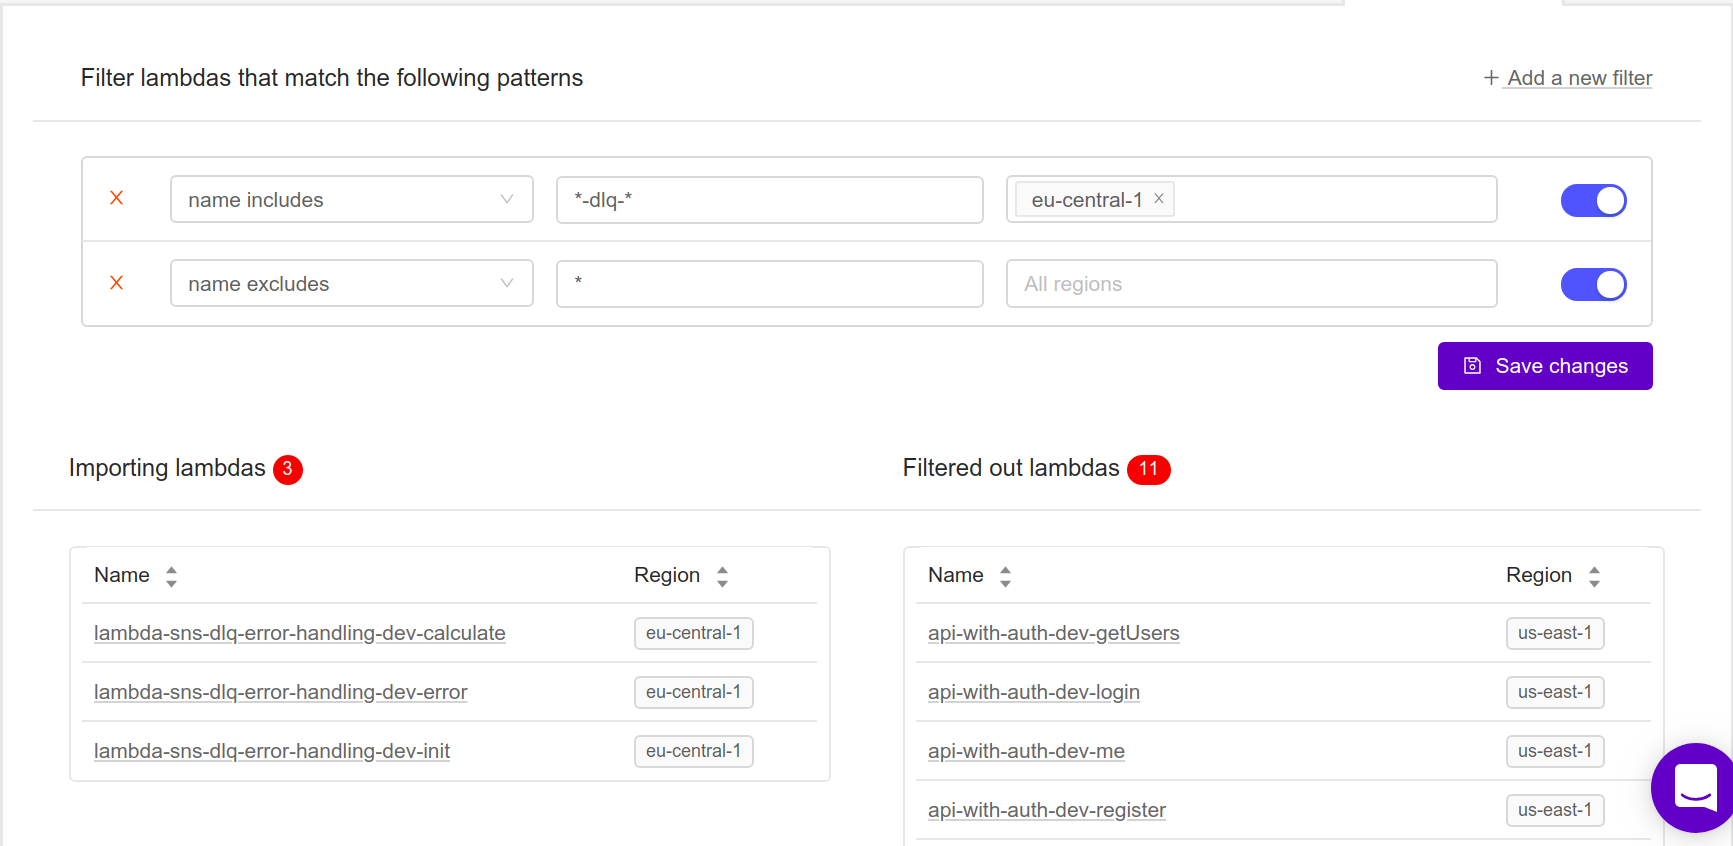 Filter lambdas that match the following patterns
+ Add a new filter
name includes
*-dlq-*
eu-central-1
name excludes
*
All regions
Save changes
Importing lambdas 3
Name Region
lambda-sns-dlq-error-handling-dev-calculate eu-central-1
lambda-sns-dlq-error-handling-dev-error eu-central-1
lambda-sns-dlq-error-handling-dev-init eu-central-1
Filtered out lambdas 11
Name Region
api-with-auth-dev-getUsers us-east-1
api-with-auth-dev-login us-east-1
api-with-auth-dev-me us-east-1
api-with-auth-dev-register us-east-1